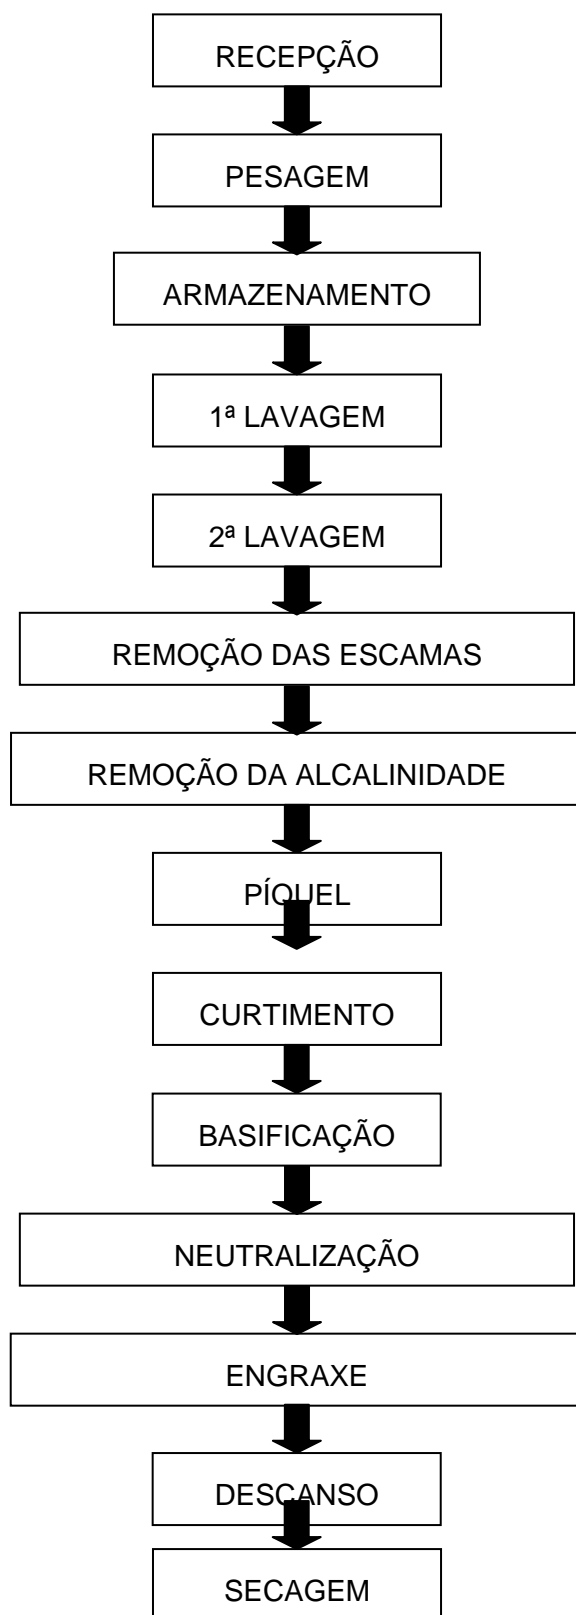 RECEPÇÃO
PESAGEM
ARMAZENAMENTO
1ª LAVAGEM
2ª LAVAGEM
REMOÇÃO DAS ESCAMAS
REMOÇÃO DA ALCALINIDADE
PÍQUEL
CURTIMENTO
BASIFICAÇÃO
NEUTRALIZAÇÃO
ENGRAXE
DESCANSO
SECAGEM